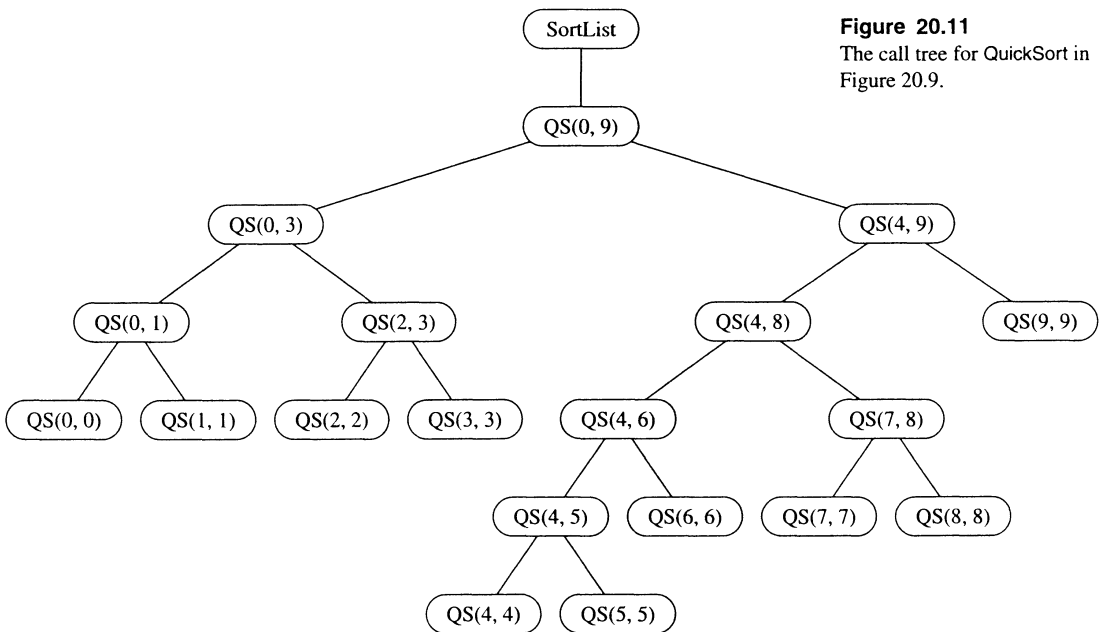 SortList
Figure 20.11
The call tree for QuickSort in
Figure 20.9.
QS(0, 9)
QS(0, 3)
QS(4, 9)
QS(0, 1)
QS(2, 3)
QS(4, 8)
QS(9, 9)
QS(0, 0)
QS(1, 1)
QS(2, 2)
QS(3, 3)
QS(4, 6)
QS(7, 8)
QS(4, 5)
QS(6, 6)
QS(7, 7)
QS(8, 8)
QS(4, 4)
QS(5, 5)